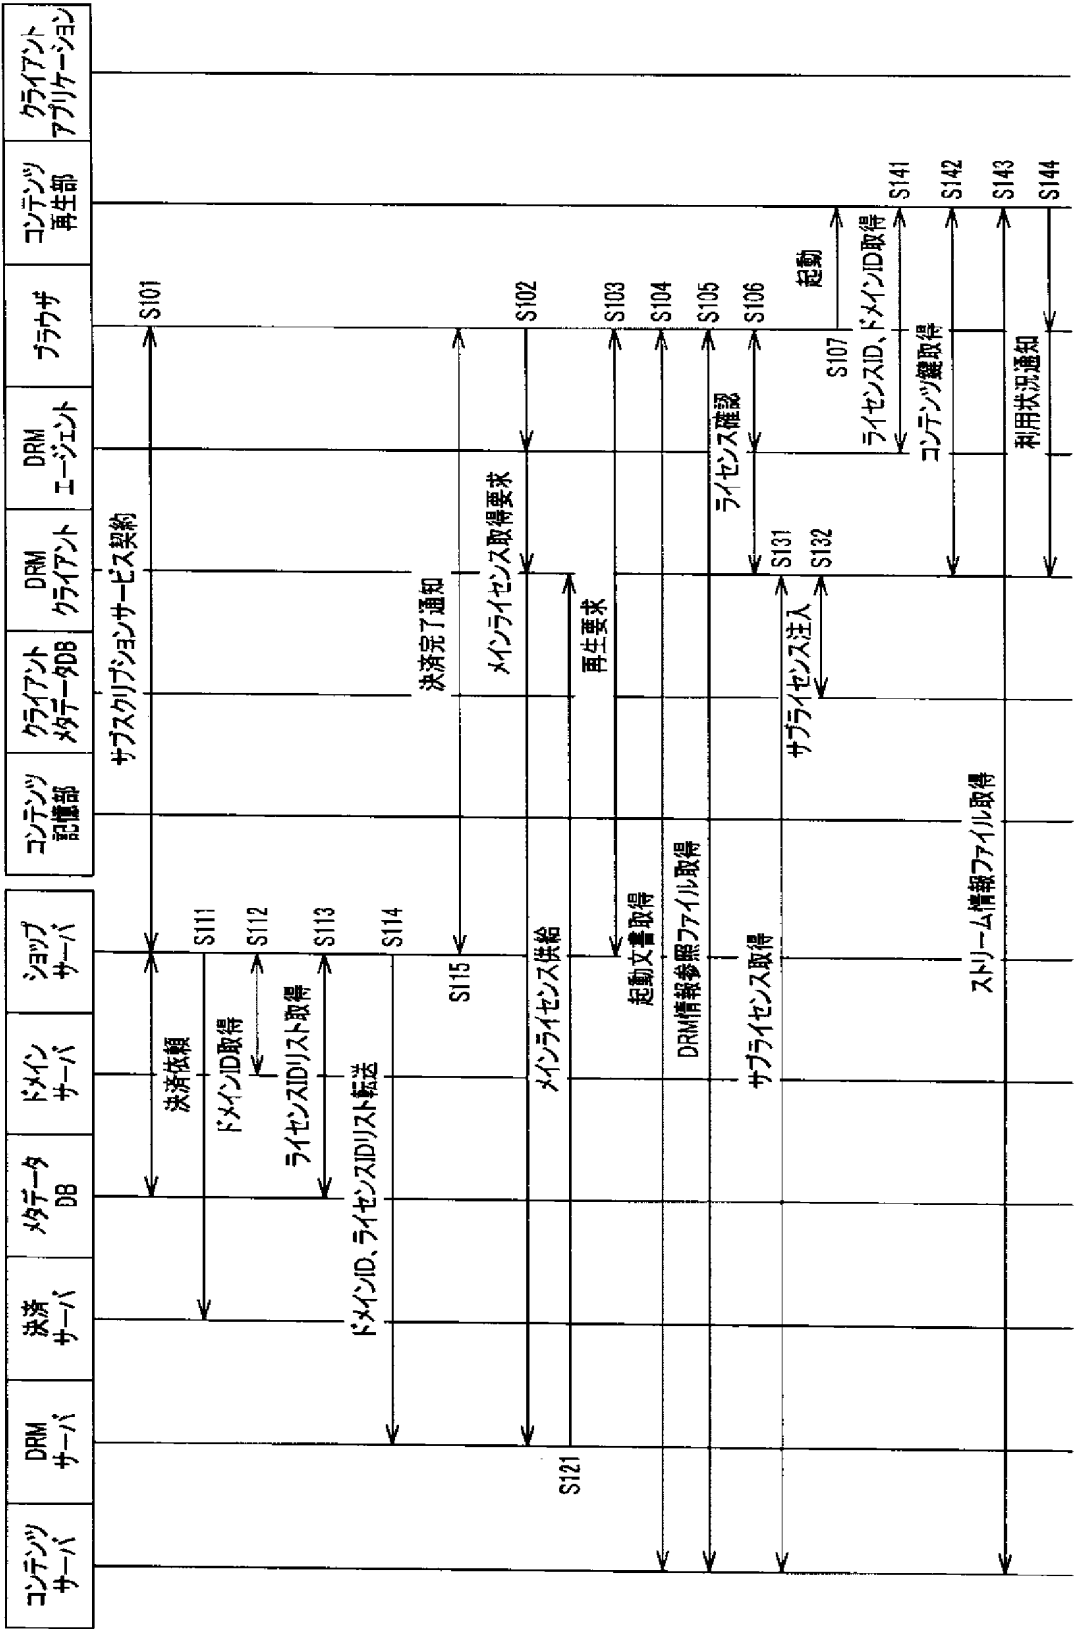 コンテンツ
サーバ
DRM
サーバ
決済
サーバ
メタデータ
DB
ドメイン
サーバ
ショップ
サーバ
コンテンツ
記憶部
クライアント
メタデータDB
DRM
クライアント
DRM
エージェント
ブラウザ
コンテンツ
再生部
クライアント
アプリケーション
サブスクリプションサービス契約
S101
決済依頼
S111
ドメインID取得
S112
ライセンスIDリスト取得
S113
ドメインID、ライセンスIDリスト転送
S114
決済完了通知
S115
メインライセンス取得要求
S102
メインライセンス供給
S121
再生要求
S103
起動文書取得
S104
DRM情報参照ファイル取得
S105
ライセンス確認
S106
サブライセンス取得
S131
サブライセンス注入
S132
起動
S107
ライセンスID、ドメインID取得
S141
コンテンツ鍵取得
S142
ストリーム情報ファイル取得
S143
利用状況通知
S144